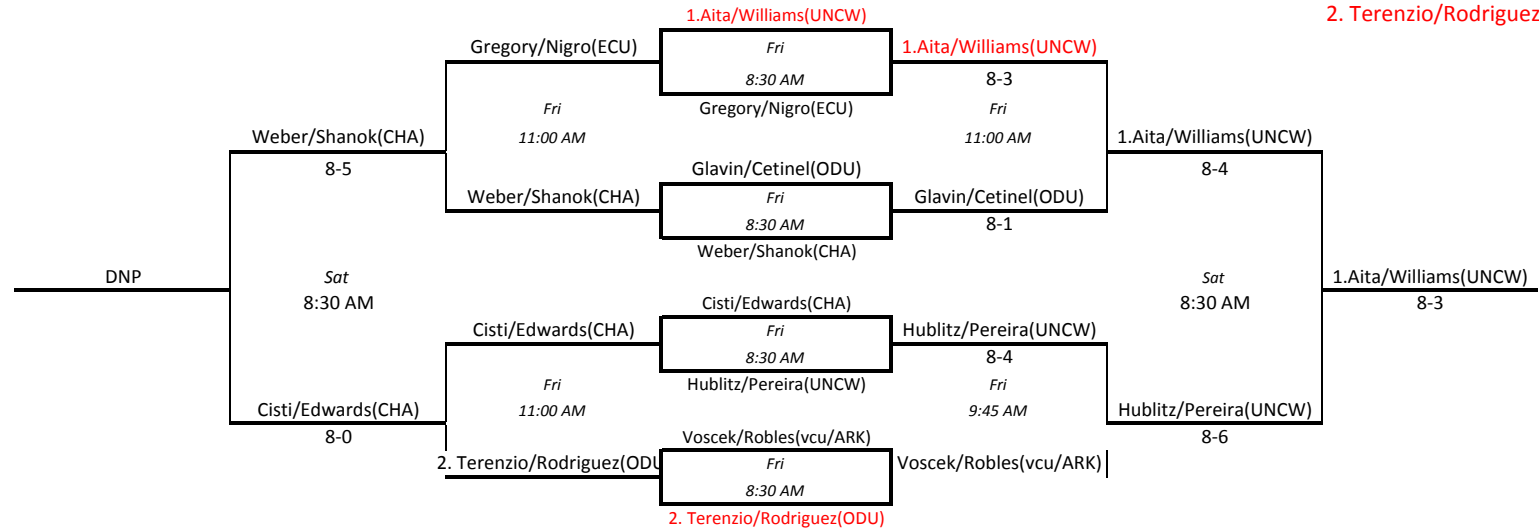 1.Aita/Williams(UNCW)
2. Terenzio/Rodriguez
Gregory/Nigro(ECU)
Fri
1.Aita/Williams(UNCW)
8:30 AM
8-3
Fri
Gregory/Nigro(ECU)
Fri
Weber/Shanok(CHA)
11:00 AM
11:00 AM
1.Aita/Williams(UNCW)
8-5
Glavin/Cetinel(ODU)
8-4
Weber/Shanok(CHA)
Fri
Glavin/Cetinel(ODU)
8:30 AM
8-1
Weber/Shanok(CHA)
DNP
Sat
Sat
1.Aita/Williams(UNCW)
8:30 AM
Cisti/Edwards(CHA)
8:30 AM
8-3
Cisti/Edwards(CHA)
Fri
Hublitz/Pereira(UNCW)
8:30 AM
8-4
Fri
Hublitz/Pereira(UNCW)
Fri
Cisti/Edwards(CHA)
11:00 AM
9:45 AM
Hublitz/Pereira(UNCW)
8-0
Voscek/Robles(vcu/ARK)
8-6
2. Terenzio/Rodriguez(ODU
Fri
Voscek/Robles(vcu/ARK)
8:30 AM
2. Terenzio/Rodriguez(ODU)